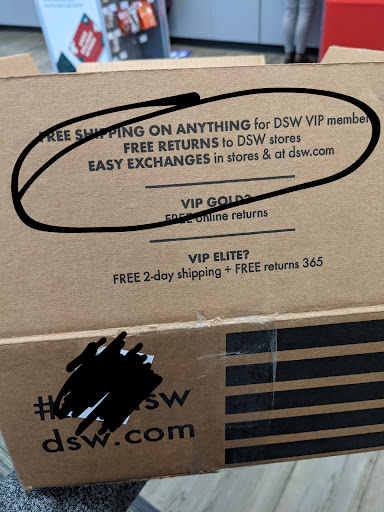 FREE SHIPPING ON ANYTHING for DSW VIP member
FREE RETURNS to DSW stores
EASY EXCHANGES in stores & at dsw.com
VIP GOLD?
FREE online returns
VIP ELITE?
FREE 2-day shipping + FREE returns 365
dsw.com